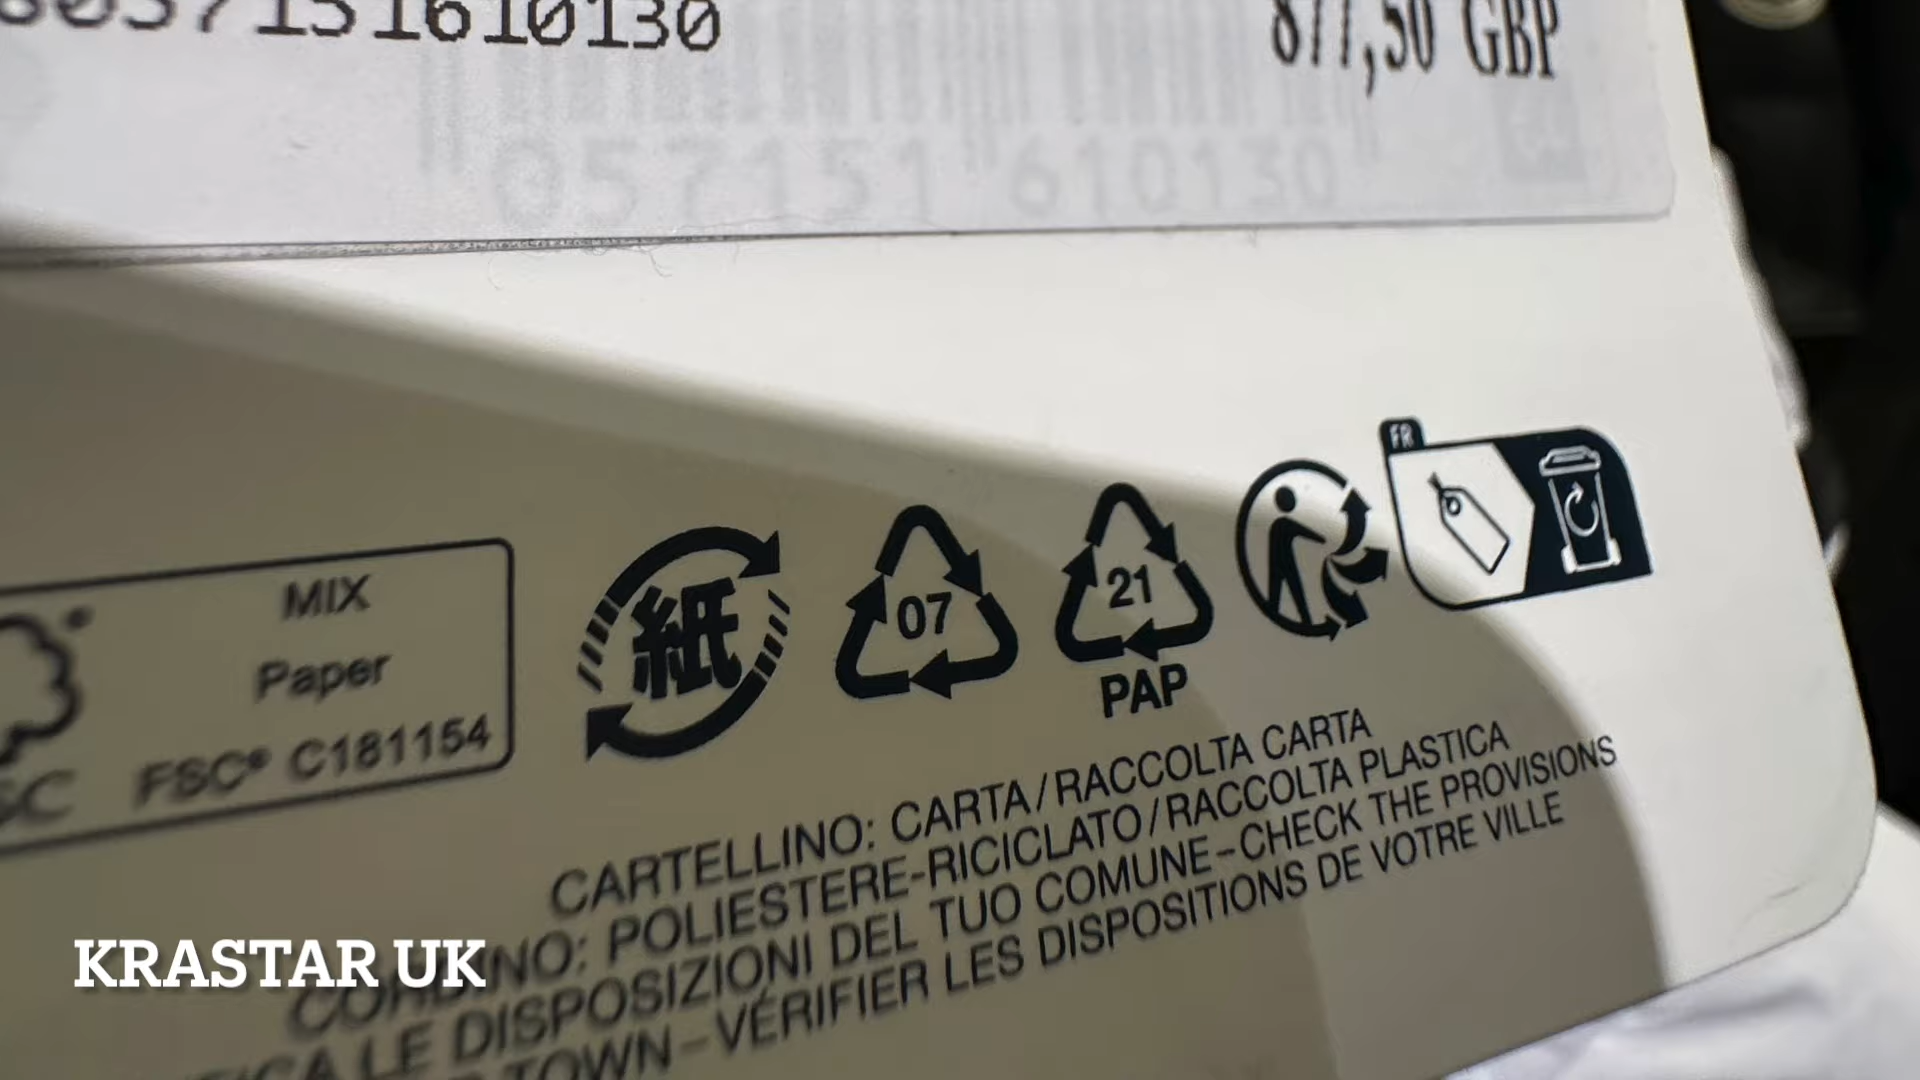 8057151610130
877,50 GBP
057151 610130
FR
MIX
Paper
FSC® C181154
紙
07
21
PAP
CARTELLINO: CARTA/RACCOLTA CARTA
CORDINO: POLIESTERE-RICICLATO/RACCOLTA PLASTICA
LE DISPOSIZIONI DEL TUO COMUNE-CHECK THE PROVISIONS
TOWN-VÉRIFIER LES DISPOSITIONS DE VOTRE VILLE
KRASTAR UK